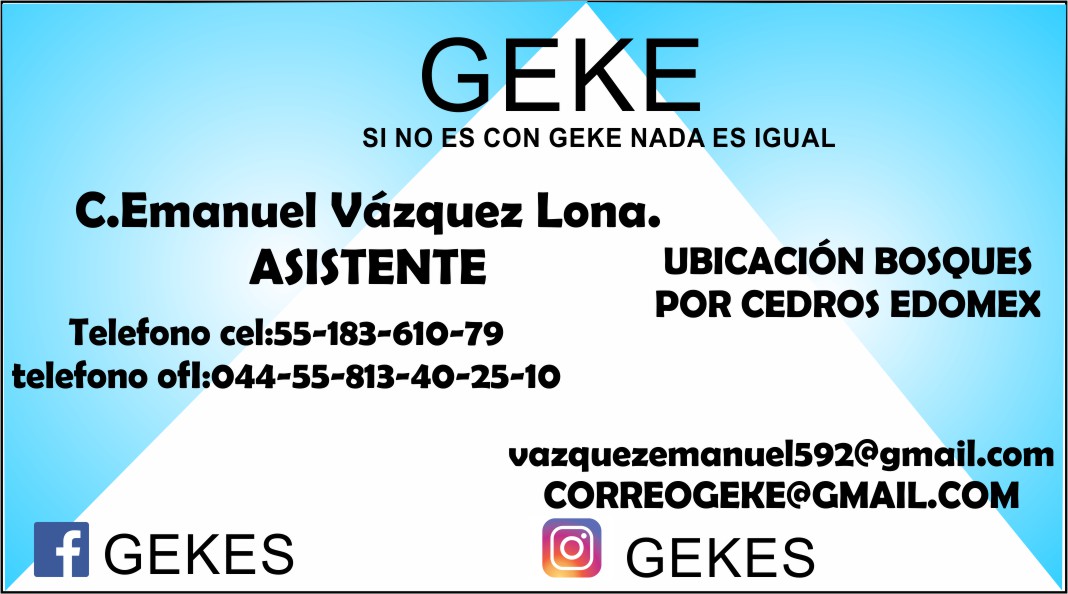 GEKE
SI NO ES CON GEKE NADA ES IGUAL
C.Emanuel Vázquez Lona.
ASISTENTE
UBICACIÓN BOSQUES
POR CEDROS EDOMEX
Telefono cel:55-183-610-79
telefono ofl:044-55-813-40-25-10
vazquezemanuel592@gmail.com
CORREOGEKE@GMAIL.COM
GEKES
GEKES